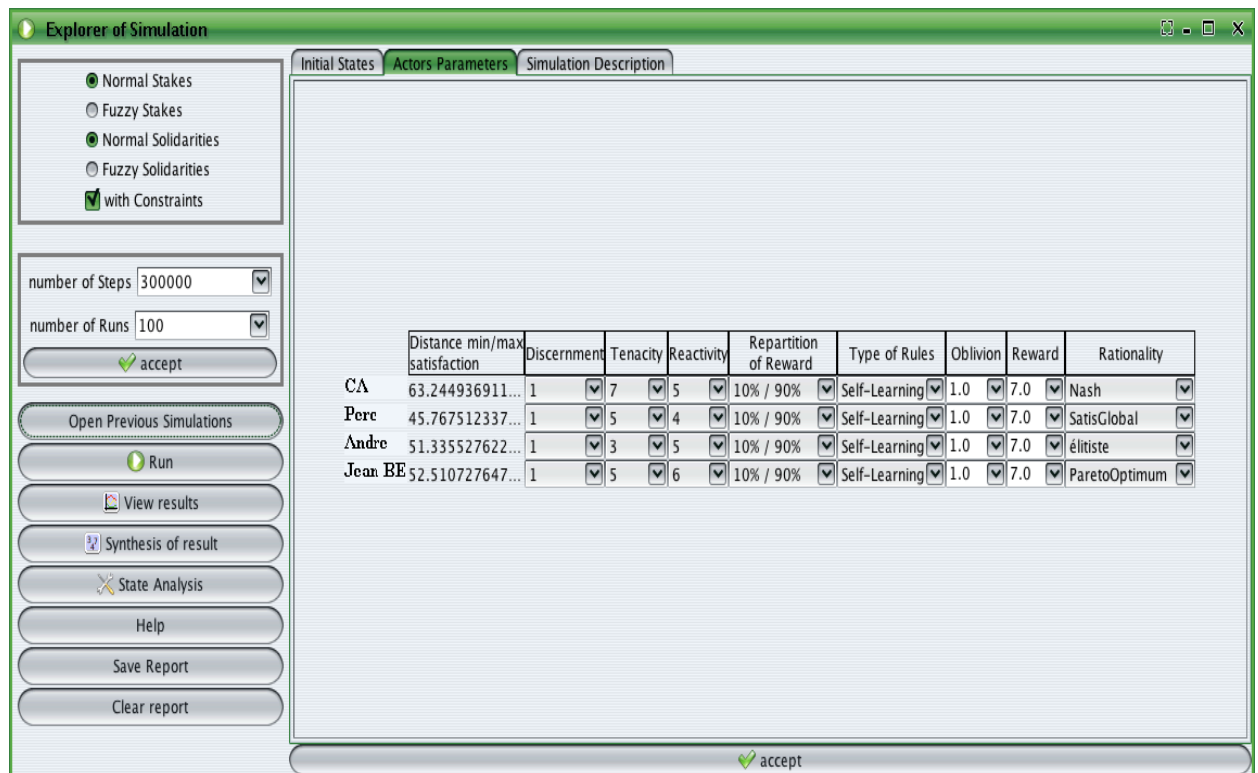 Explorer of Simulation
Normal Stakes
Fuzzy Stakes
Normal Solidarities
Fuzzy Solidarities
with Constraints
number of Steps 300000
number of Runs 100
accept
Open Previous Simulations
Run
View results
Synthesis of result
State Analysis
Help
Save Report
Clear report
Initial States Actors Parameters Simulation Description
Distance min/max satisfaction Discernment Tenacity Reactivity Repartition of Reward Type of Rules Oblivion Reward Rationality
CA 63.244936911... 1 7 5 10% / 90% Self-Learning 1.0 7.0 Nash
Perc 45.767512337... 1 5 4 10% / 90% Self-Learning 1.0 7.0 SatisGlobal
Andre 51.335527622... 1 3 5 10% / 90% Self-Learning 1.0 7.0 élitiste
Jean BE 52.510727647... 1 5 6 10% / 90% Self-Learning 1.0 7.0 ParetoOptimum
accept